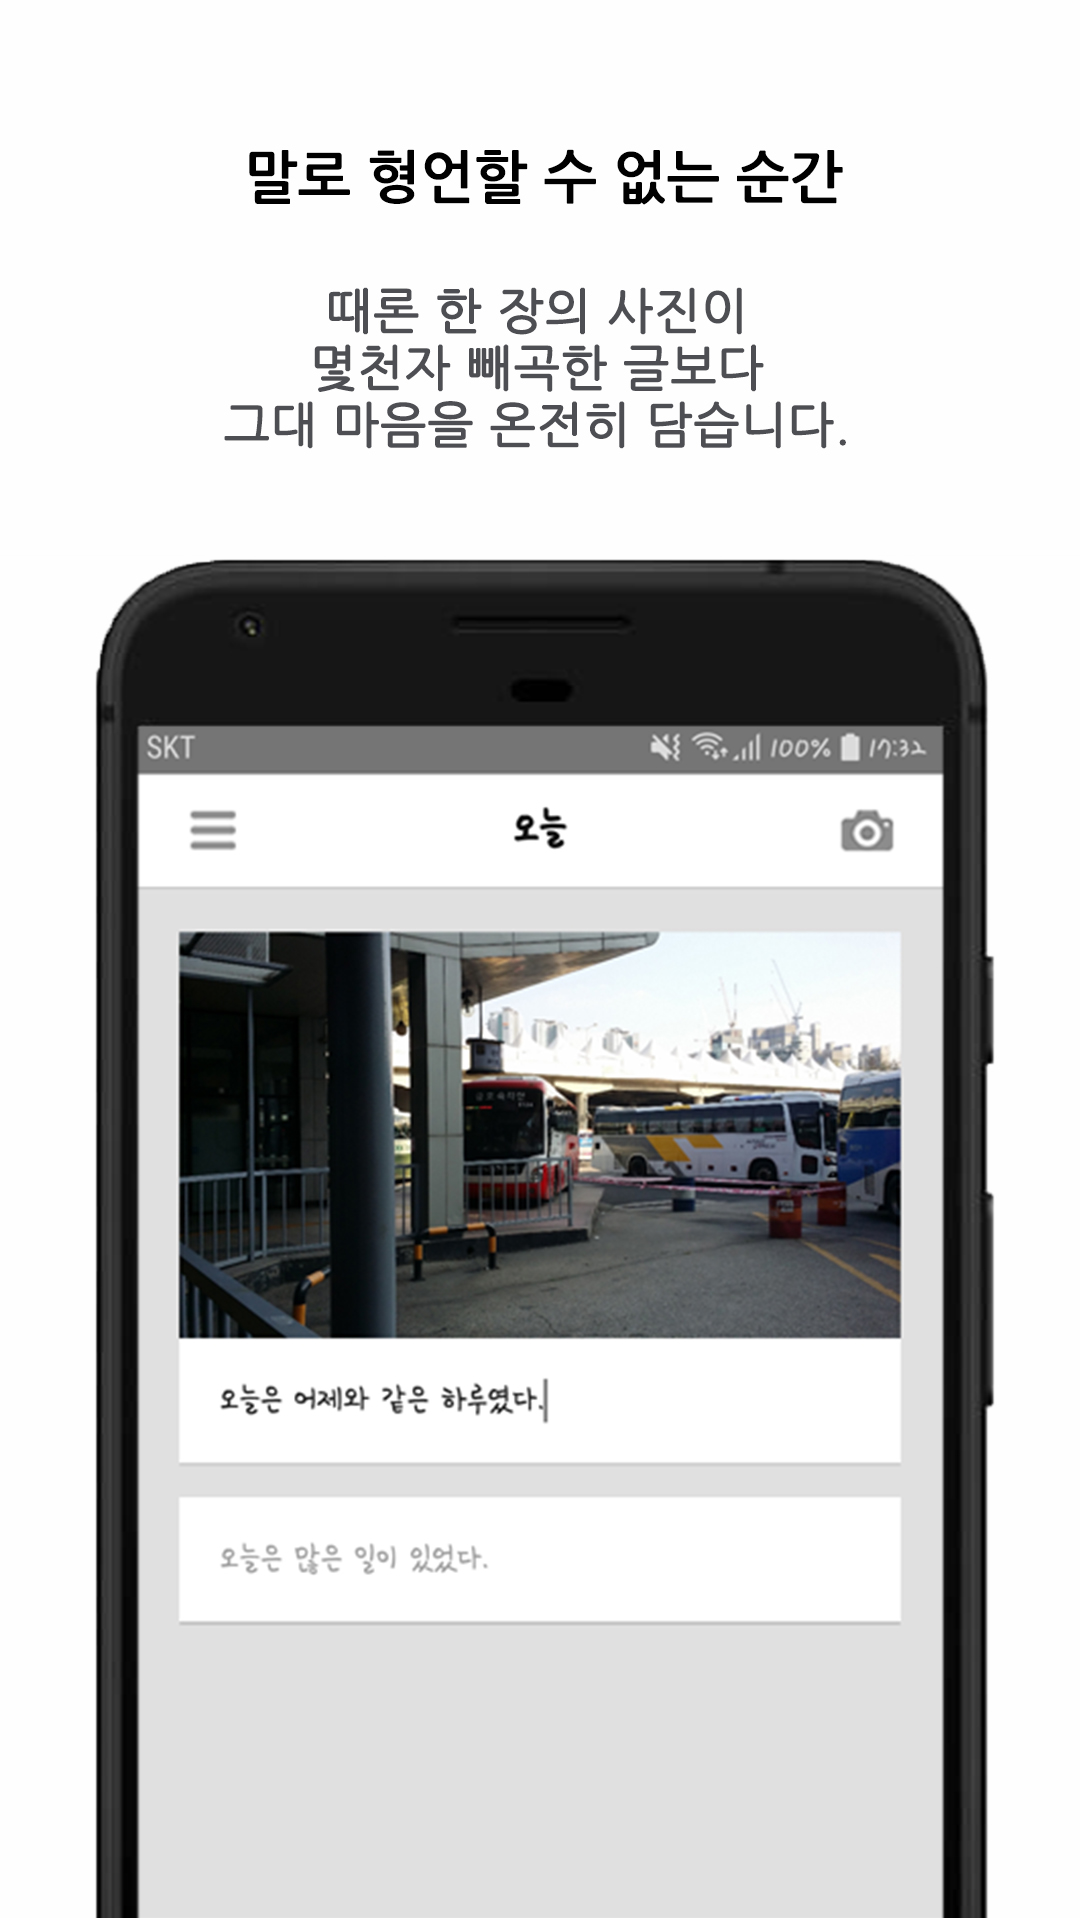 말로 형언할 수 없는 순간
때론 한 장의 사진이
몇천자 빼곡한 글보다
그대 마음을 온전히 담습니다.
SKT 100% 17:32
오늘
오늘은 어제와 같은 하루였다.
오늘은 많은 일이 있었다.